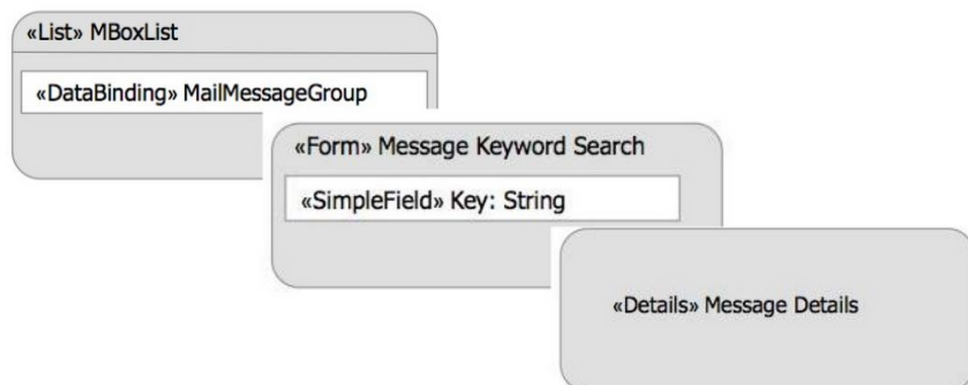 «List» MBoxList
«DataBinding» MailMessageGroup
«Form» Message Keyword Search
«SimpleField» Key: String
«Details» Message Details